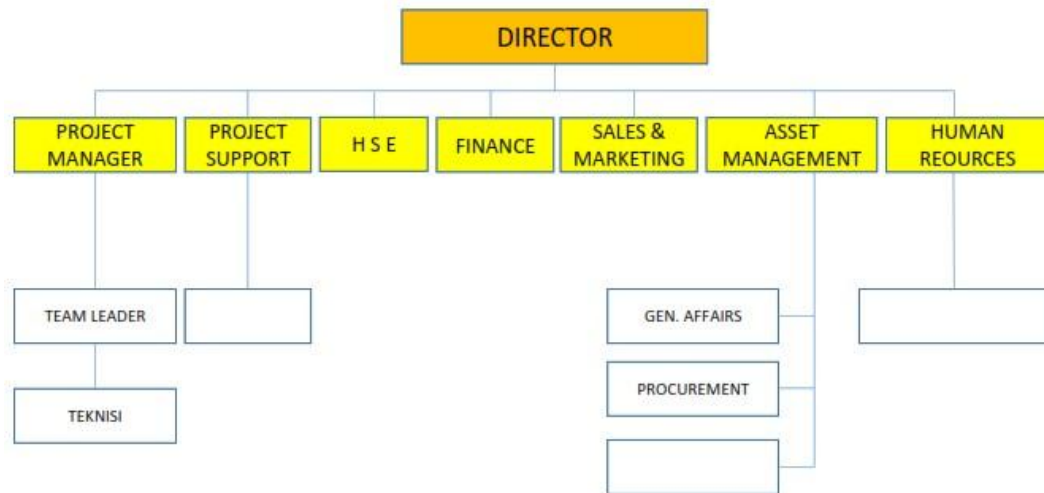 DIRECTOR
PROJECT
MANAGER
PROJECT
SUPPORT
H S E
FINANCE
SALES &
MARKETING
ASSET
MANAGEMENT
HUMAN
REOURCES
TEAM LEADER
GEN. AFFAIRS
PROCUREMENT
TEKNISI